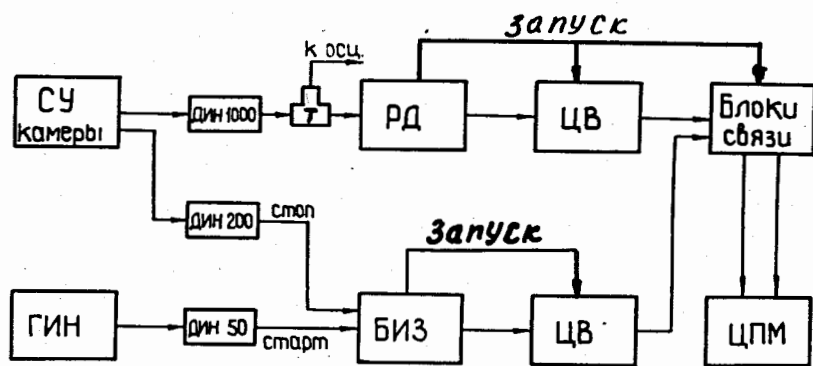 ЗАПУСК
к осц.
СУ
камеры
ДИН 1000
Т
РД
ЦВ
Блоки
связи
ДИН 200
стоп
ЗАПУСК
ГИН
ДИН 50
старт
БИЗ
ЦВ
ЦПМ